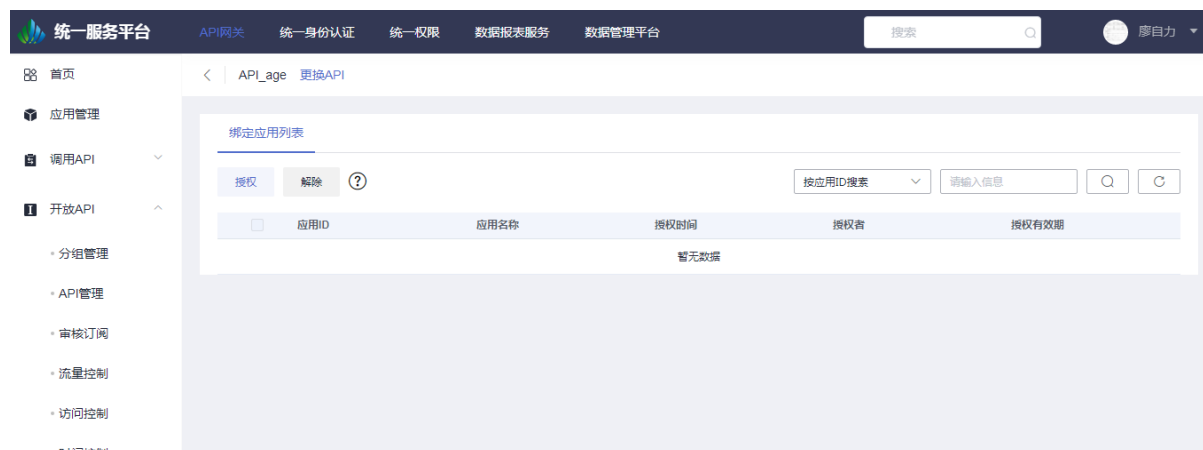 统一服务平台 API网关 统一身份认证 统一权限 数据报表服务 数据管理平台 搜索 廖自力
首页
< API_age 更换API
应用管理
绑定应用列表
调用API
授权 解除 ? 按应用ID搜索 请输入信息
开放API
应用ID 应用名称 授权时间 授权者 授权有效期
分组管理
暂无数据
API管理
审核订阅
流量控制
访问控制